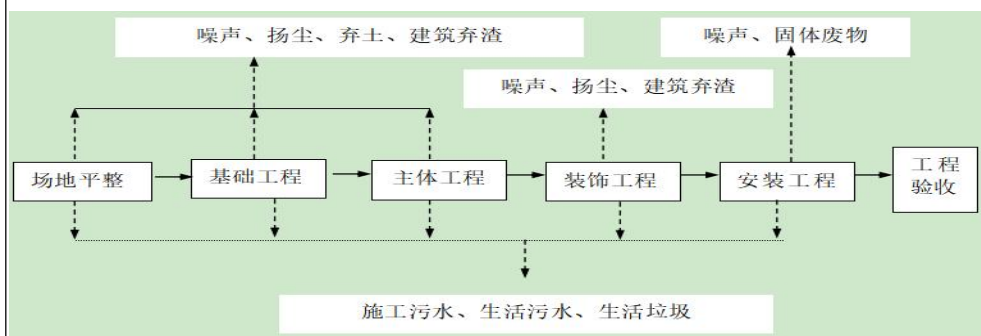 噪声、扬尘、弃土、建筑弃渣
噪声、固体废物
噪声、扬尘、建筑弃渣
场地平整
基础工程
主体工程
装饰工程
安装工程
工程
验收
施工污水、生活污水、生活垃圾